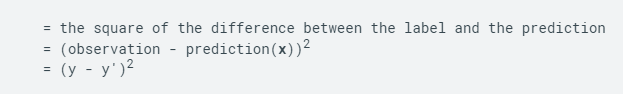 = the square of the difference between the label and the prediction
= (observation - prediction(x))²
= (y - y')²